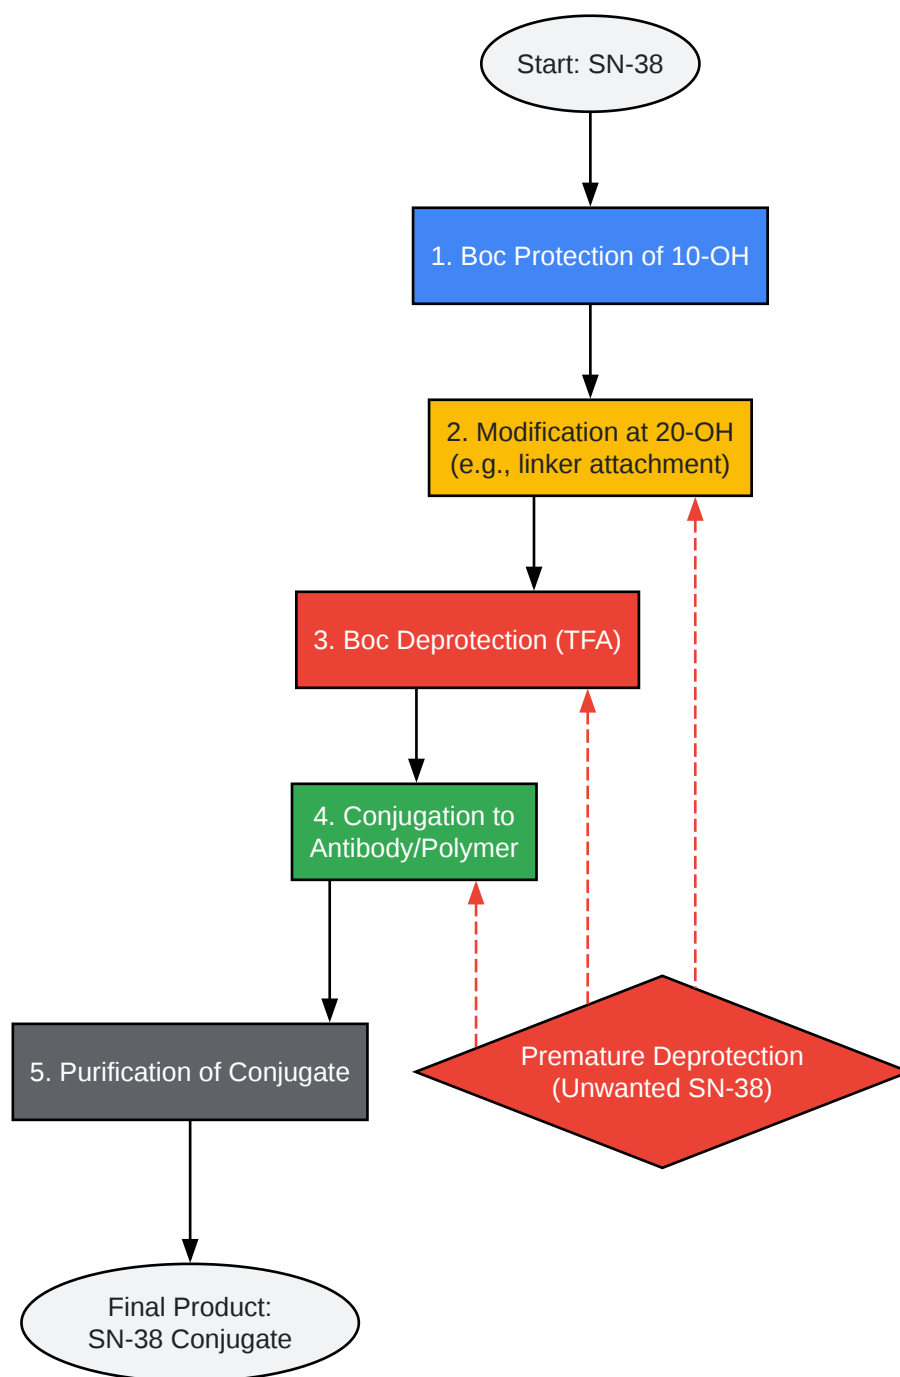 Start: SN-38
1. Boc Protection of 10-OH
2. Modification at 20-OH
(e.g., linker attachment)
3. Boc Deprotection (TFA)
4. Conjugation to
Antibody/Polymer
5. Purification of Conjugate
Premature Deprotection
(Unwanted SN-38)
Final Product:
SN-38 Conjugate